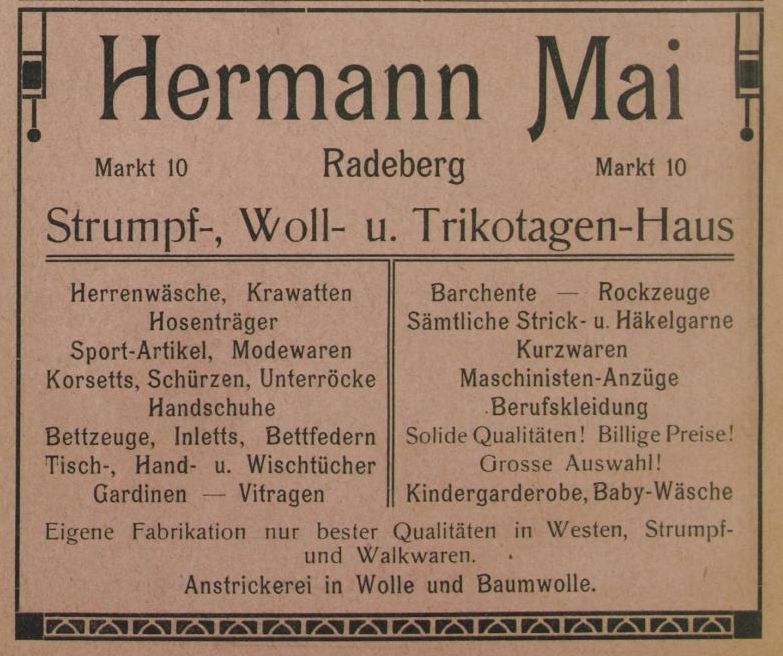 Hermann Mai
Markt 10 Radeberg Markt 10
Strumpf-, Woll- u. Trikotagen-Haus
Herrenwäsche, Krawatten
Hosenträger
Sport-Artikel, Modewaren
Korsetts, Schürzen, Unterröcke
Handschuhe
Bettzeuge, Inletts, Bettfedern
Tisch-, Hand- u. Wischtücher
Gardinen — Vitragen
Barchente — Rockzeuge
Sämtliche Strick- u. Häkelgarne
Kurzwaren
Maschinisten-Anzüge
Berufskleidung
Solide Qualitäten! Billige Preise!
Grosse Auswahl!
Kindergarderobe, Baby-Wäsche
Eigene Fabrikation nur bester Qualitäten in Westen, Strumpf-
und Walkwaren.
Anstrickerei in Wolle und Baumwolle.